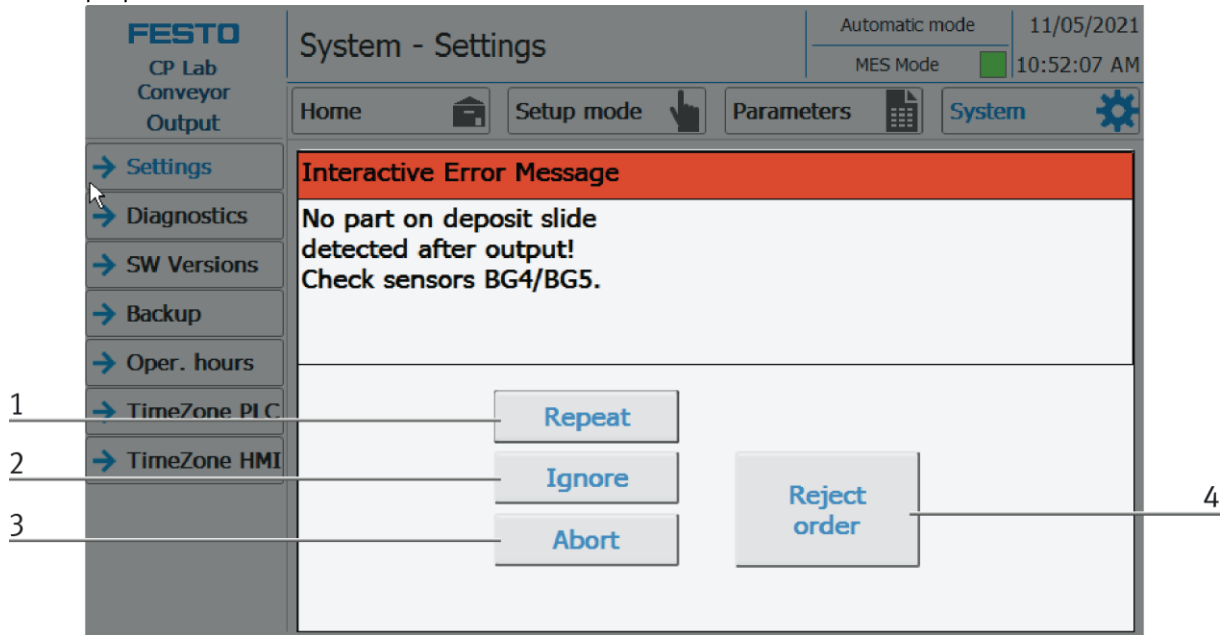 FESTO
CP Lab
Conveyor
Output
System - Settings
Automatic mode
MES Mode
11/05/2021
10:52:07 AM
Home
Setup mode
Parameters
System
Settings
Diagnostics
SW Versions
Backup
Oper. hours
TimeZone PLC
TimeZone HMI
Interactive Error Message
No part on deposit slide
detected after output!
Check sensors BG4/BG5.
1
Repeat
2
Ignore
3
Abort
Reject
order
4